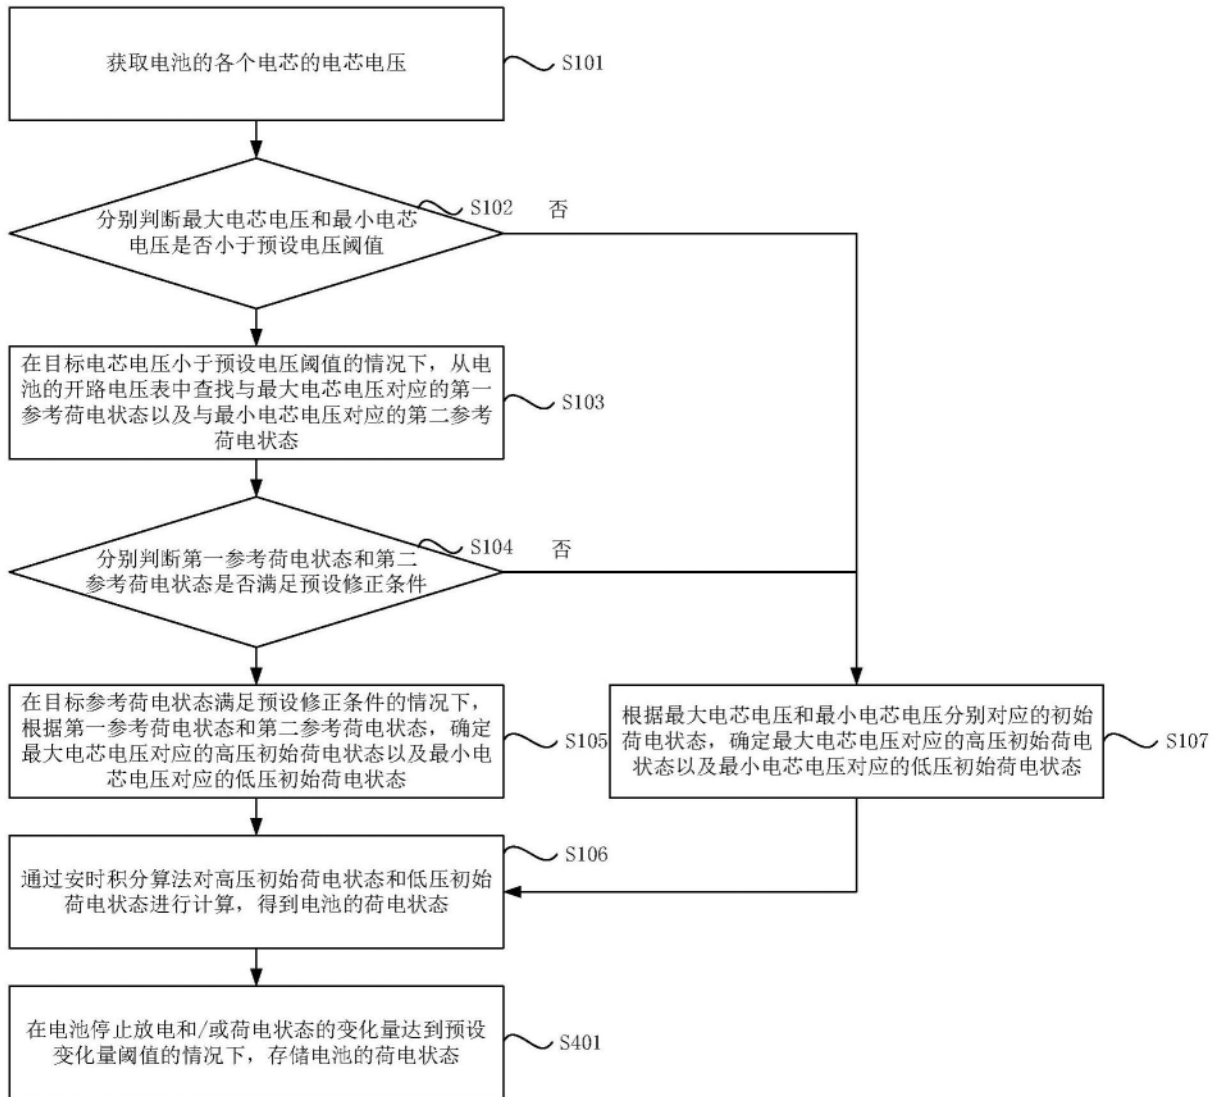 获取电池的各个电芯的电芯电压
S101
S102
否
分别判断最大电芯电压和最小电芯
电压是否小于预设电压阈值
在目标电芯电压小于预设电压阈值的情况下，从电
池的开路电压表中查找与最大电芯电压对应的第一
参考荷电状态以及与最小电芯电压对应的第二参考
荷电状态
S103
S104
否
分别判断第一参考荷电状态和第二
参考荷电状态是否满足预设修正条件
在目标参考荷电状态满足预设修正条件的情况下，
根据第一参考荷电状态和第二参考荷电状态，确定
最大电芯电压对应的高压初始荷电状态以及最小电
芯电压对应的低压初始荷电状态
S105
根据最大电芯电压和最小电芯电压分别对应的初始
荷电状态，确定最大电芯电压对应的高压初始荷电
状态以及最小电芯电压对应的低压初始荷电状态
S107
S106
通过安时积分算法对高压初始荷电状态和低压初始
荷电状态进行计算，得到电池的荷电状态
在电池停止放电和/或荷电状态的变化量达到预设
变化量阈值的情况下，存储电池的荷电状态
S401